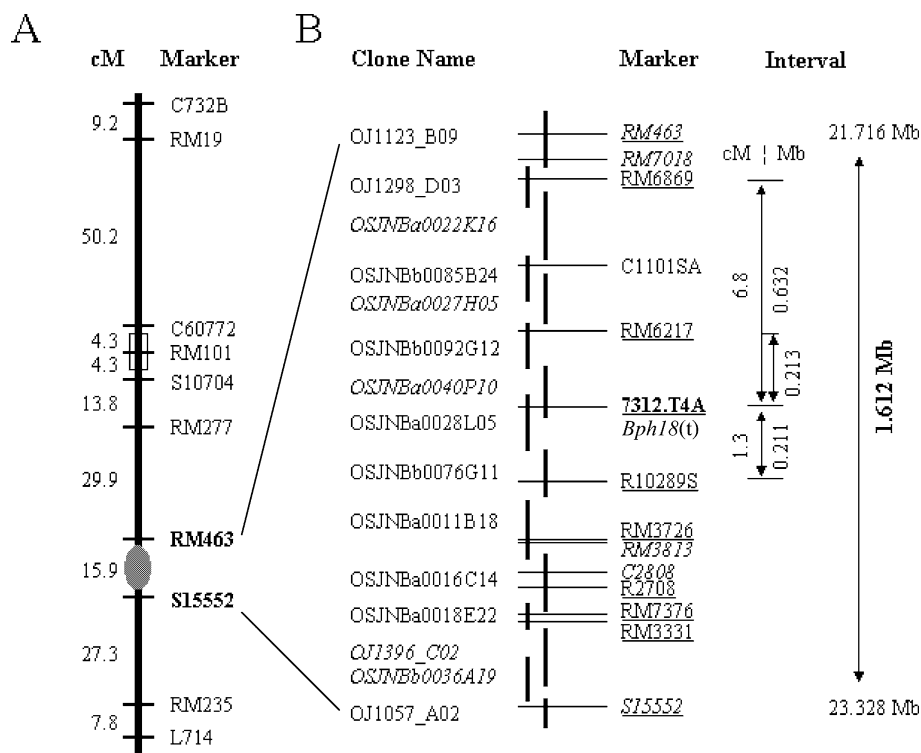 A
B
cM Marker
Clone Name Marker Interval
C732B
9.2
RM19
50.2
C60772
4.3
RM101
4.3
S10704
13.8
RM277
29.9
RM463
15.9
S15552
27.3
RM235
7.8
L714
OJ1123_B09
OJ1298_D03
OSJNBa0022K16
OSJNBb0085B24
OSJNBa0027H05
OSJNBb0092G12
OSJNBa0040P10
OSJNBa0028L05
OSJNBb0076G11
OSJNBa0011B18
OSJNBa0016C14
OSJNBa0018E22
OJ1396_C02
OSJNBb0036A19
OJ1057_A02
RM463
RM7018
RM6869
C1101SA
RM6217
7312.T4A
Bph18(t)
R10289S
RM3726
RM3813
C2808
R2708
RM7376
RM3331
S15552
cM ¦ Mb
6.8
0.632
0.213
1.3
0.211
21.716 Mb
1.612 Mb
23.328 Mb